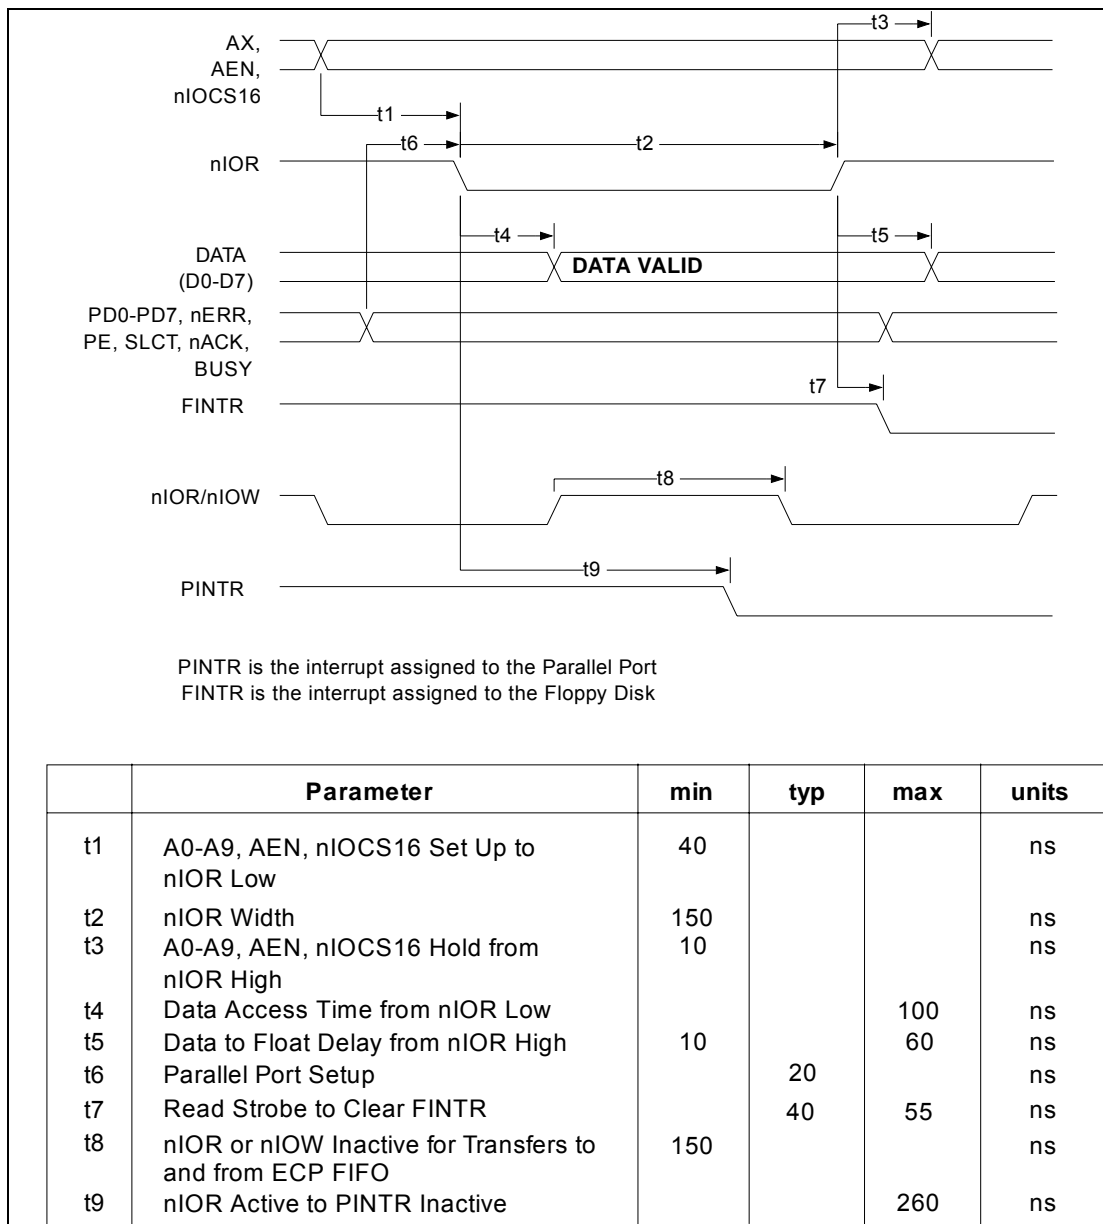 t3
AX,
AEN,
nIOCS16
t1
t6
t2
nIOR
t4
t5
DATA
(D0-D7)
DATA VALID
PD0-PD7, nERR,
PE, SLCT, nACK,
BUSY
t7
FINTR
t8
nIOR/nIOW
t9
PINTR
PINTR is the interrupt assigned to the Parallel Port
FINTR is the interrupt assigned to the Floppy Disk
Parameter min typ max units
t1 A0-A9, AEN, nIOCS16 Set Up to 40 ns
nIOR Low
t2 nIOR Width 150 ns
t3 A0-A9, AEN, nIOCS16 Hold from 10 ns
nIOR High
t4 Data Access Time from nIOR Low 100 ns
t5 Data to Float Delay from nIOR High 10 60 ns
t6 Parallel Port Setup 20 ns
t7 Read Strobe to Clear FINTR 40 55 ns
t8 nIOR or nIOW Inactive for Transfers to 150 ns
and from ECP FIFO
t9 nIOR Active to PINTR Inactive 260 ns